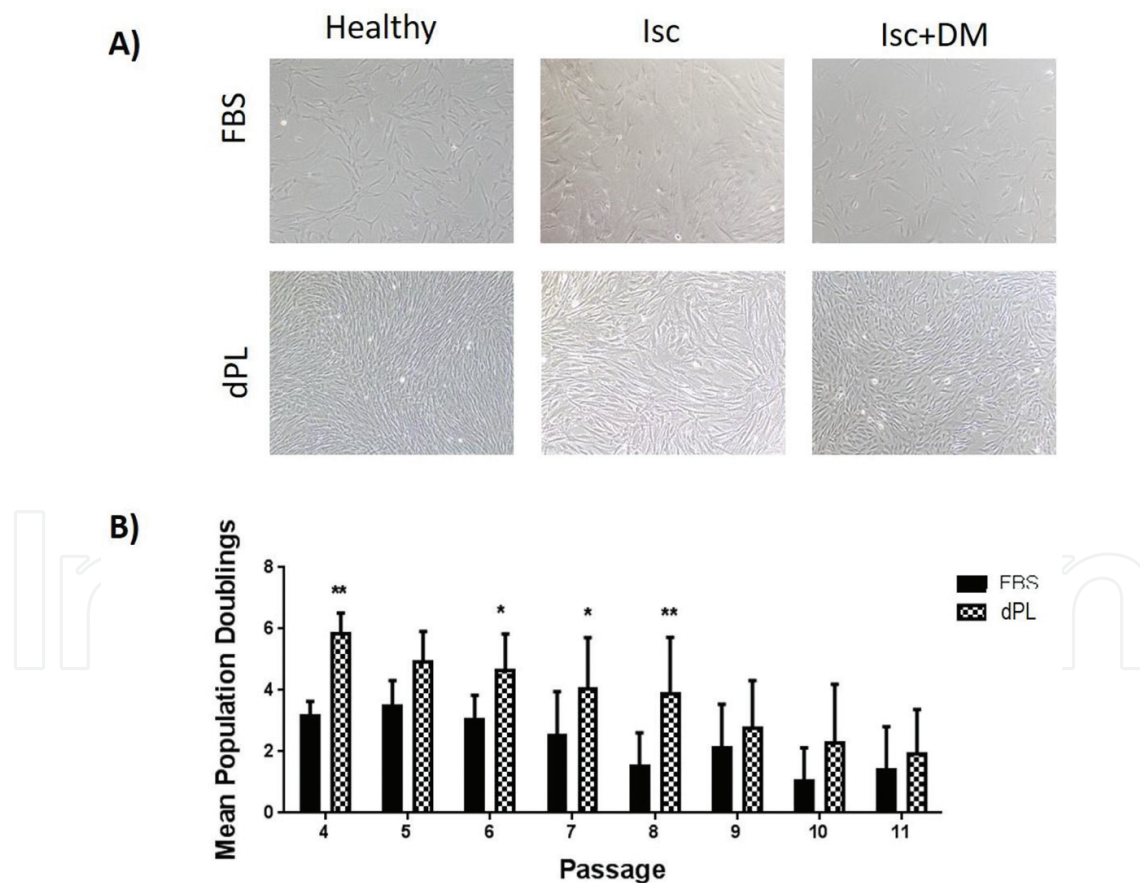 A)
Healthy Isc Isc+DM
FBS
dPL
B)
Mean Population Doublings
8
6
4
2
0
** * * **
FBS
dPL
4 5 6 7 8 9 10 11
Passage